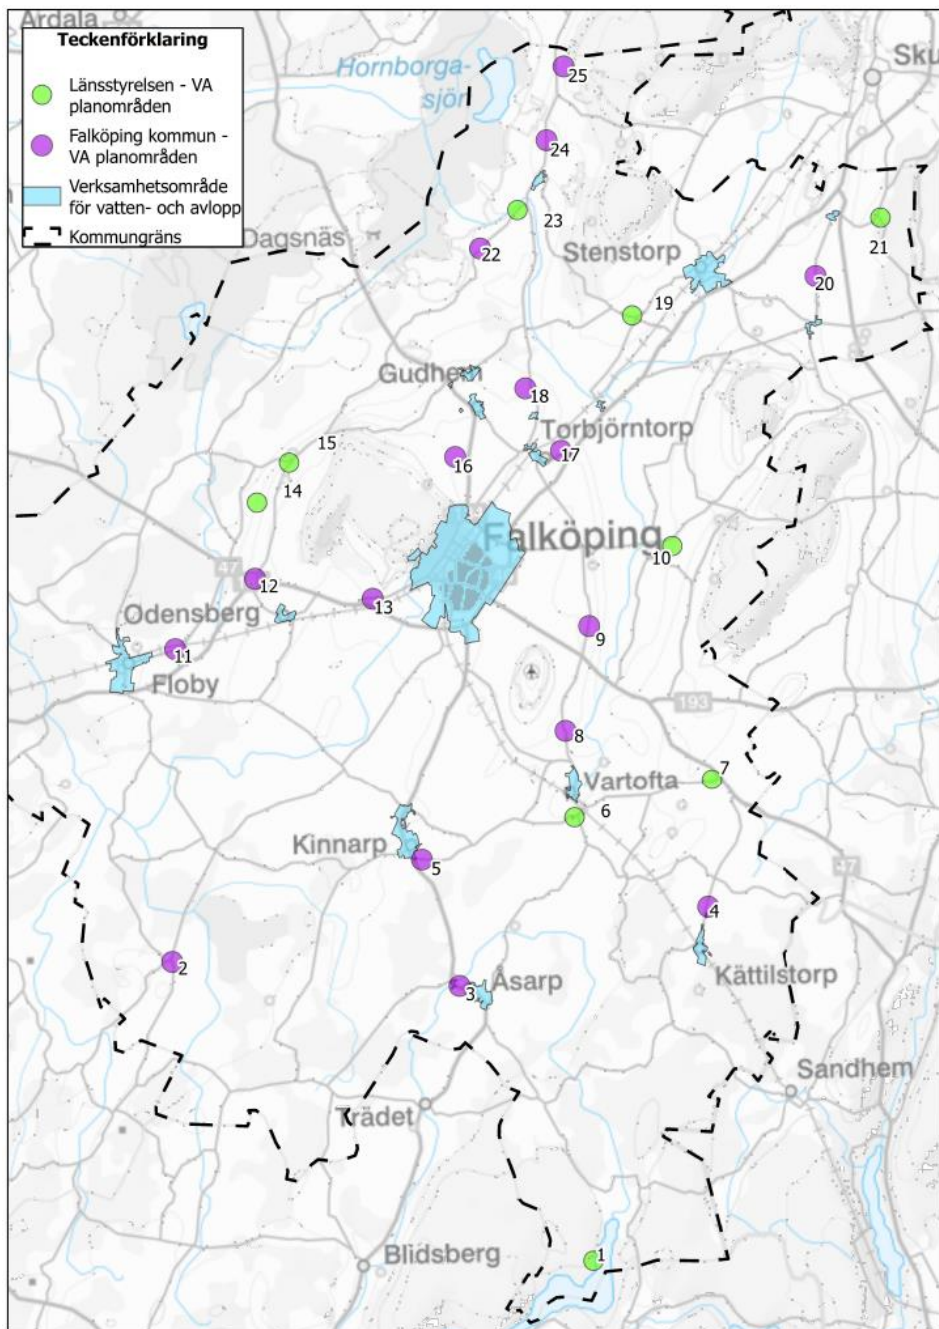 Ardala
Teckenförklaring
Länsstyrelsen - VA
planområden
Falköping kommun -
VA planområden
Verksamhetsområde
för vatten- och avlopp
Kommungräns
Hornborga-
sjön
25
Sku
24
23
Dagsnäs
22
Stenstorp
21
20
19
Gudhem
18
Torbjörntorp
17
16
15
14
Falköping
10
47
12
13
Odensberg
9
11
Floby
193
8
Vartofta
7
6
Kinnarp
5
47
4
Kättilstorp
2
3
Åsarp
Sandhem
Trädet
Blidsberg
1